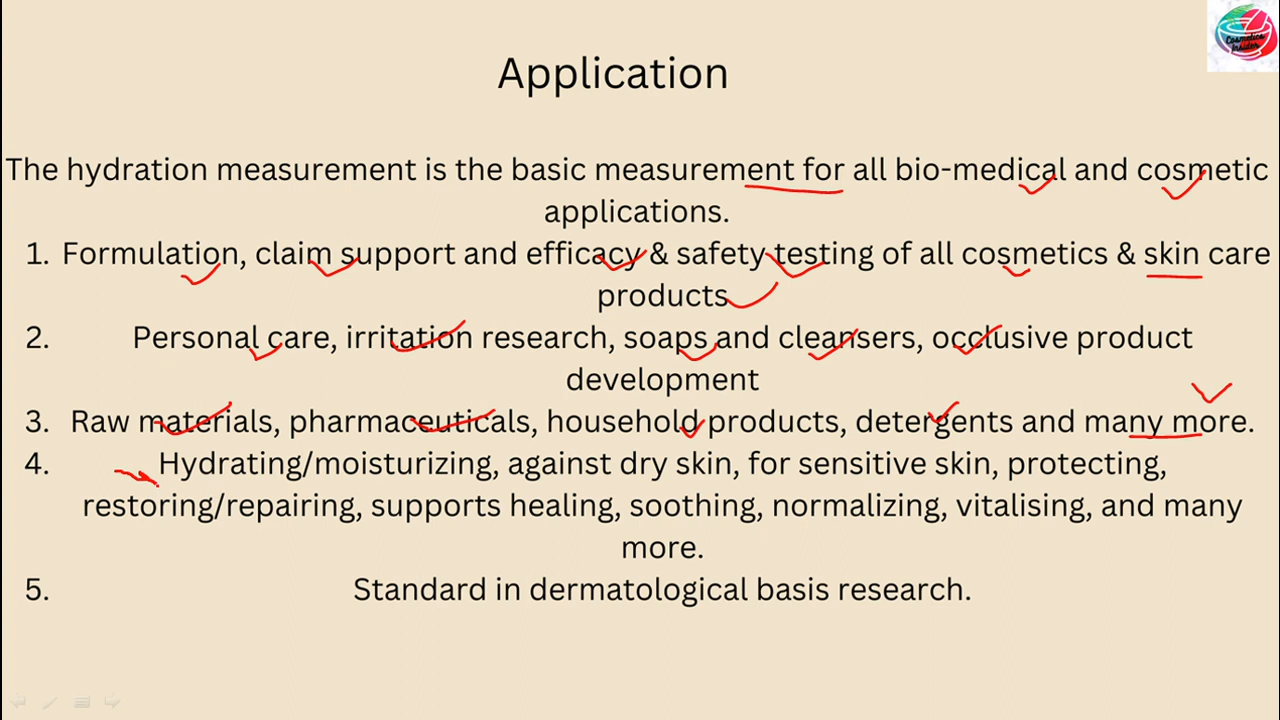 Cosmetics
Insider
Application
The hydration measurement is the basic measurement for all bio-medical and cosmetic
applications.
1. Formulation, claim support and efficacy & safety testing of all cosmetics & skin care
products
2. Personal care, irritation research, soaps and cleansers, occlusive product
development
3. Raw materials, pharmaceuticals, household products, detergents and many more.
4. Hydrating/moisturizing, against dry skin, for sensitive skin, protecting,
restoring/repairing, supports healing, soothing, normalizing, vitalising, and many
more.
5. Standard in dermatological basis research.